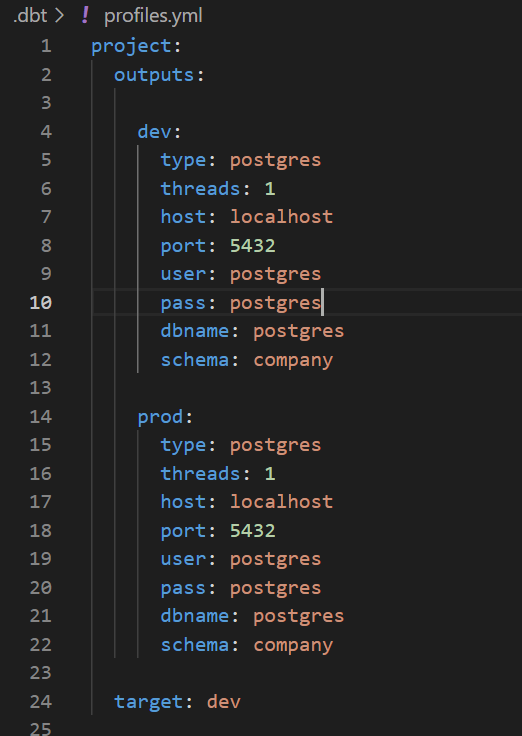 .dbt > ! profiles.yml
1 project:
2   outputs:
3
4     dev:
5       type: postgres
6       threads: 1
7       host: localhost
8       port: 5432
9       user: postgres
10       pass: postgres
11       dbname: postgres
12       schema: company
13
14     prod:
15       type: postgres
16       threads: 1
17       host: localhost
18       port: 5432
19       user: postgres
20       pass: postgres
21       dbname: postgres
22       schema: company
23
24   target: dev
25